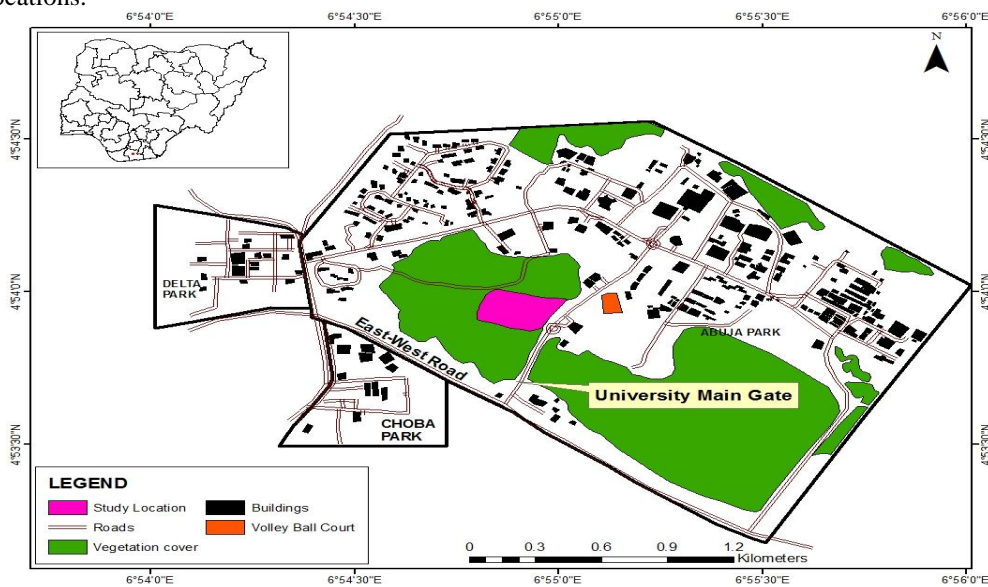 6°54'0"E 6°54'30"E 6°55'0"E 6°55'30"E 6°56'0"E
N
4°54'30"N 4°54'30"N
DELTA
PARK
4°54'0"N 4°54'0"N
ABUJA PARK
East-West Road
University Main Gate
CHOBA
PARK
4°53'30"N 4°53'30"N
LEGEND
Study Location Buildings
Roads Volley Ball Court
Vegetation cover
0 0.3 0.6 0.9 1.2
Kilometers
6°54'0"E 6°54'30"E 6°55'0"E 6°55'30"E 6°56'0"E